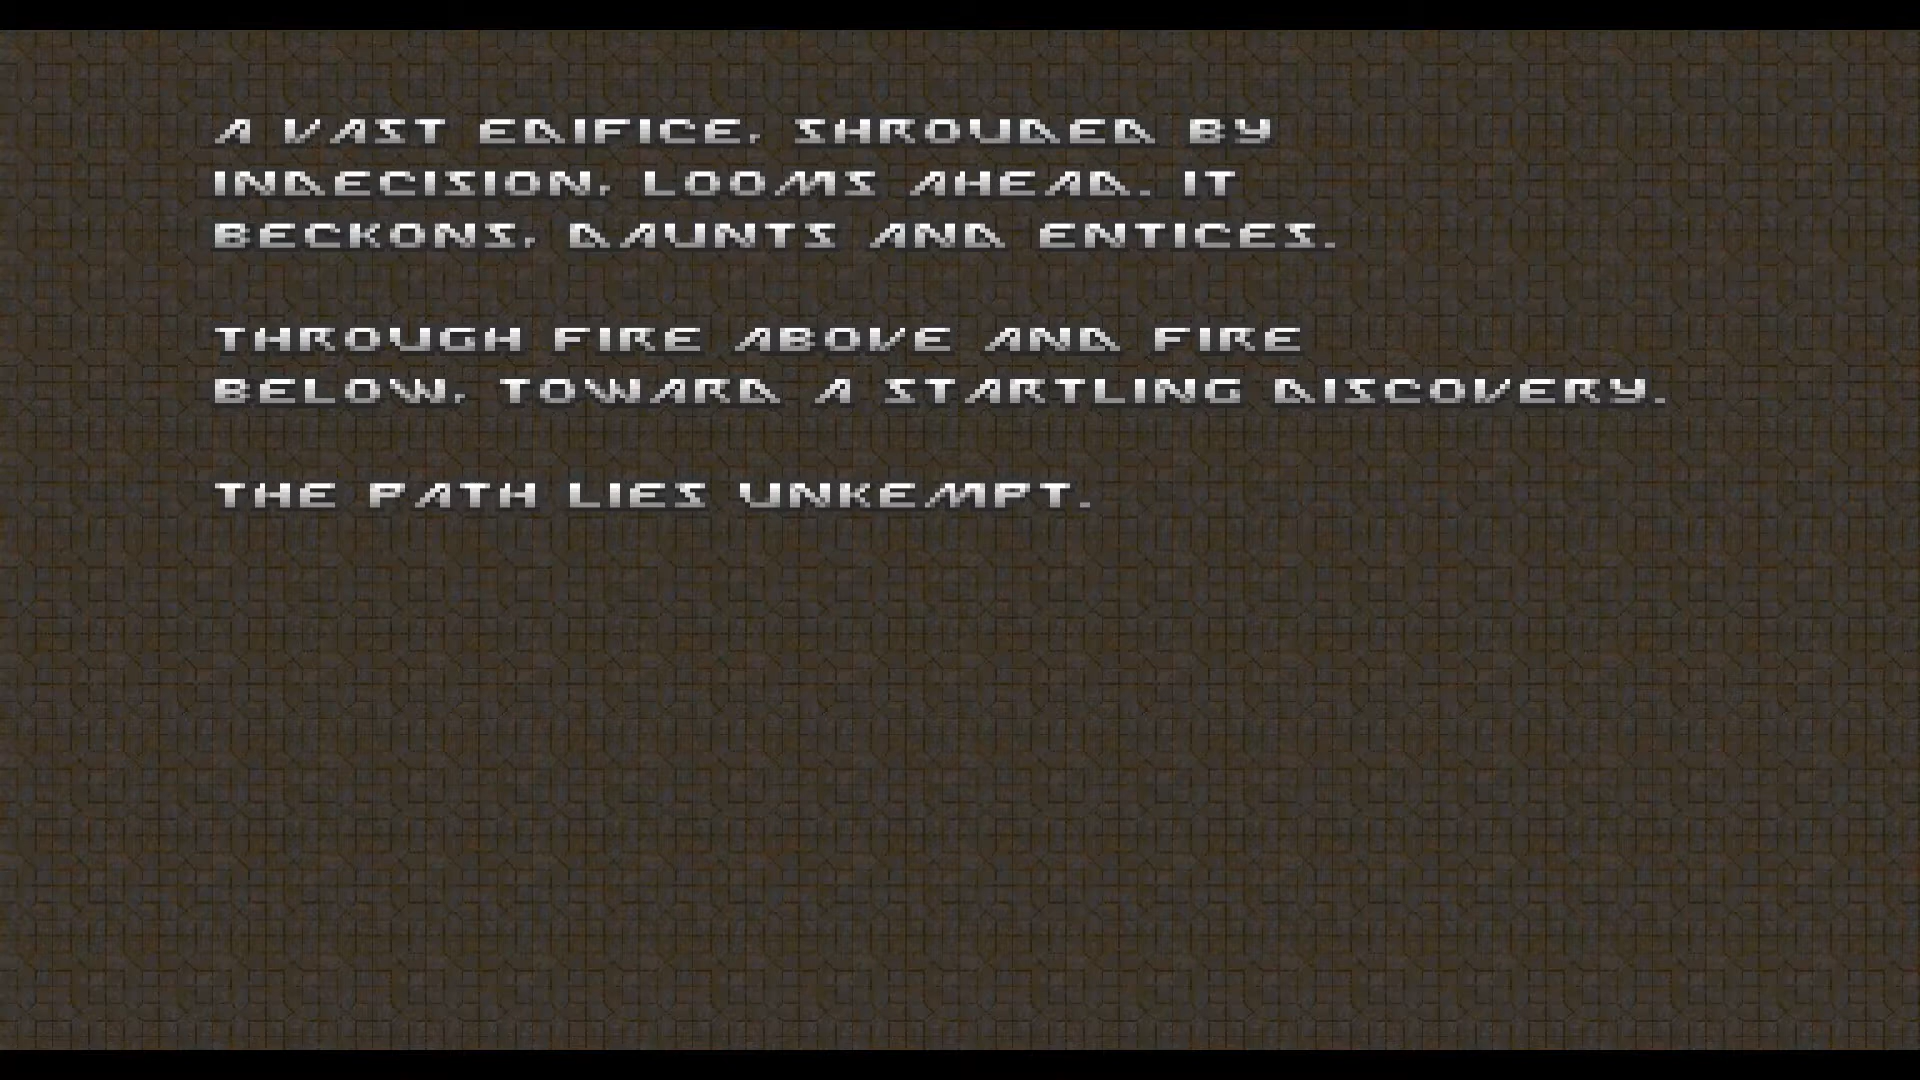 A VAST EDIFICE, SHROUDED BY
INDECISION, LOOMS AHEAD. IT
BECKONS, DAUNTS AND ENTICES.
THROUGH FIRE ABOVE AND FIRE
BELOW, TOWARD A STARTLING DISCOVERY.
THE PATH LIES UNKEMPT.